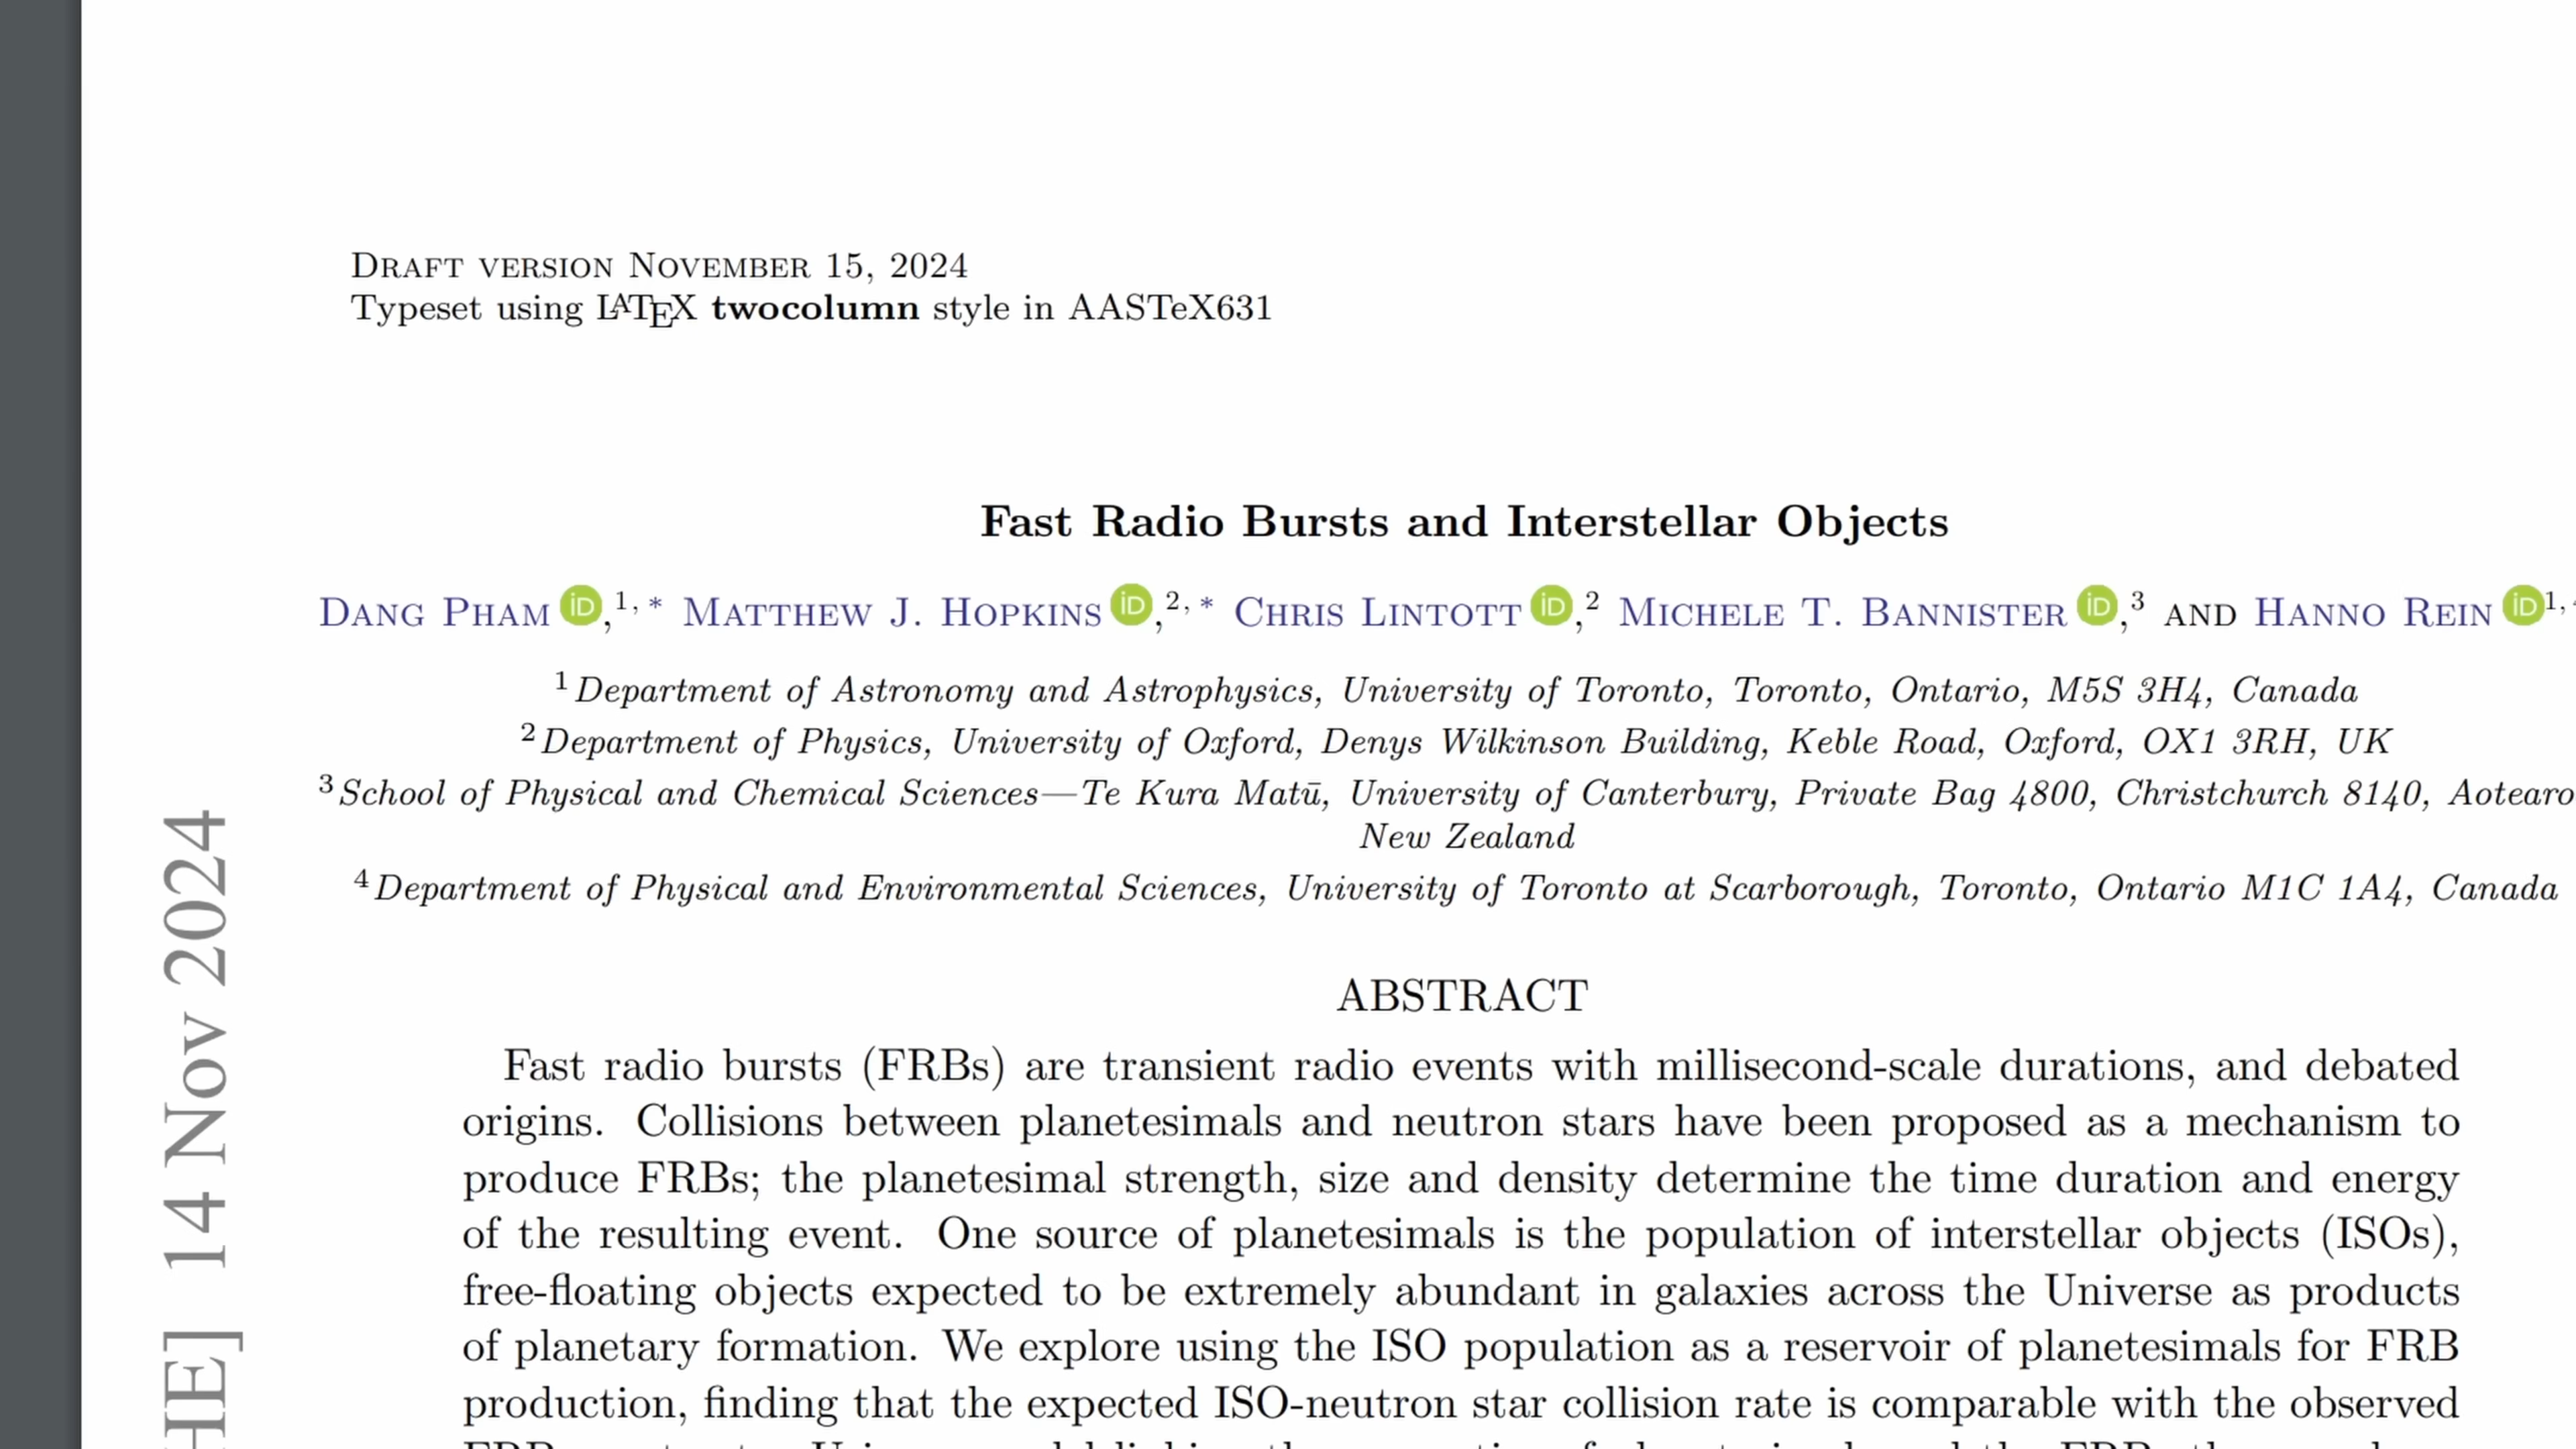 DRAFT VERSION NOVEMBER 15, 2024
Typeset using LATEX twocolumn style in AASTeX631
Fast Radio Bursts and Interstellar Objects
DANG PHAM iD,1, * MATTHEW J. HOPKINS iD,2, * CHRIS LINTOTT iD,2 MICHELE T. BANNISTER iD,3 AND HANNO REIN iD1,
1 Department of Astronomy and Astrophysics, University of Toronto, Toronto, Ontario, M5S 3H4, Canada
2 Department of Physics, University of Oxford, Denys Wilkinson Building, Keble Road, Oxford, OX1 3RH, UK
3 School of Physical and Chemical Sciences—Te Kura Matū, University of Canterbury, Private Bag 4800, Christchurch 8140, Aotearo
New Zealand
4 Department of Physical and Environmental Sciences, University of Toronto at Scarborough, Toronto, Ontario M1C 1A4, Canada
ABSTRACT
Fast radio bursts (FRBs) are transient radio events with millisecond-scale durations, and debated
origins. Collisions between planetesimals and neutron stars have been proposed as a mechanism to
produce FRBs; the planetesimal strength, size and density determine the time duration and energy
of the resulting event. One source of planetesimals is the population of interstellar objects (ISOs),
free-floating objects expected to be extremely abundant in galaxies across the Universe as products
of planetary formation. We explore using the ISO population as a reservoir of planetesimals for FRB
production, finding that the expected ISO-neutron star collision rate is comparable with the observed
HE] 14 Nov 2024